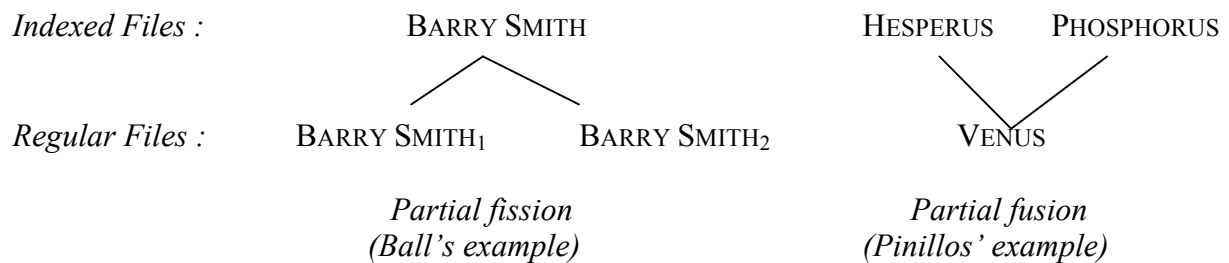 Indexed Files : BARRY SMITH HESPERUS PHOSPHORUS
Regular Files : BARRY SMITH1 BARRY SMITH2 VENUS
Partial fission Partial fusion
(Ball’s example) (Pinillos’ example)